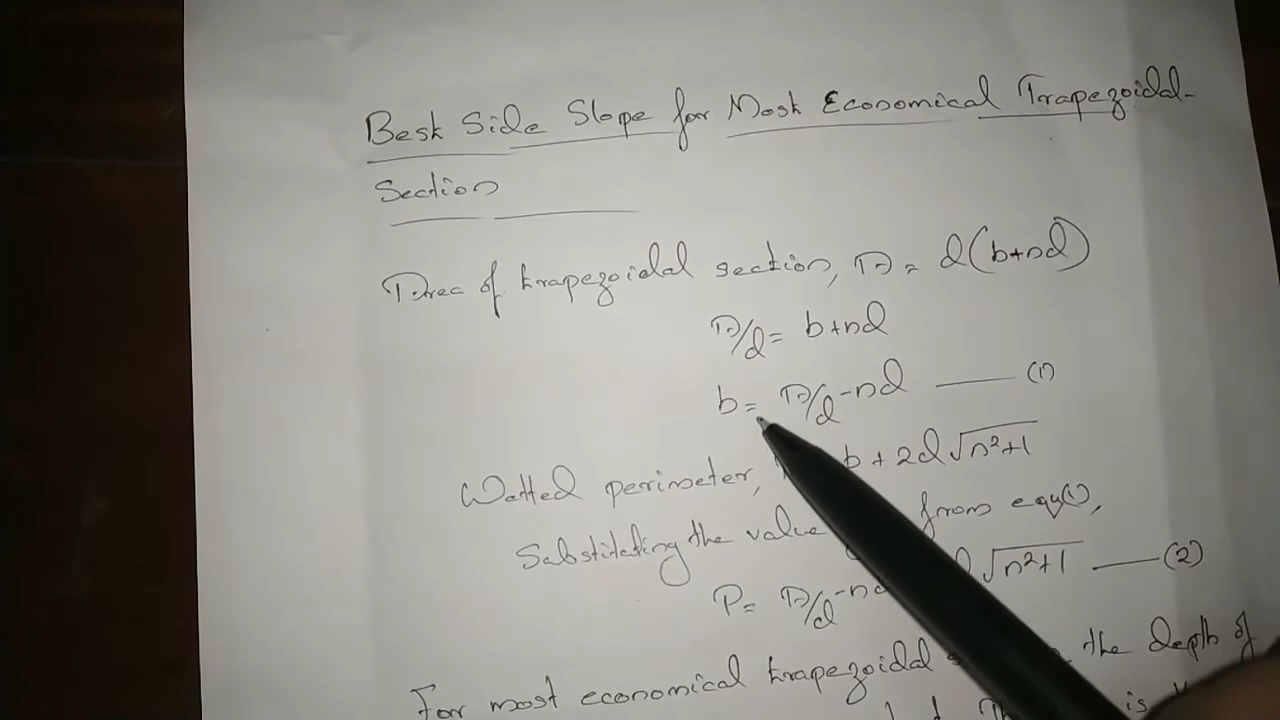 Best Side Slope for Most Economical Trapezoidal
Section
Area of trapezoidal section, A = d(b+nd)
A/d = b+nd
b = A/d - nd —— (1)
Wetted perimeter, b + 2d √n²+1
Substituting the value from eqn(1),
P = A/d - nd √n²+1 —— (2)
For most economical trapezoidal the depth of
is